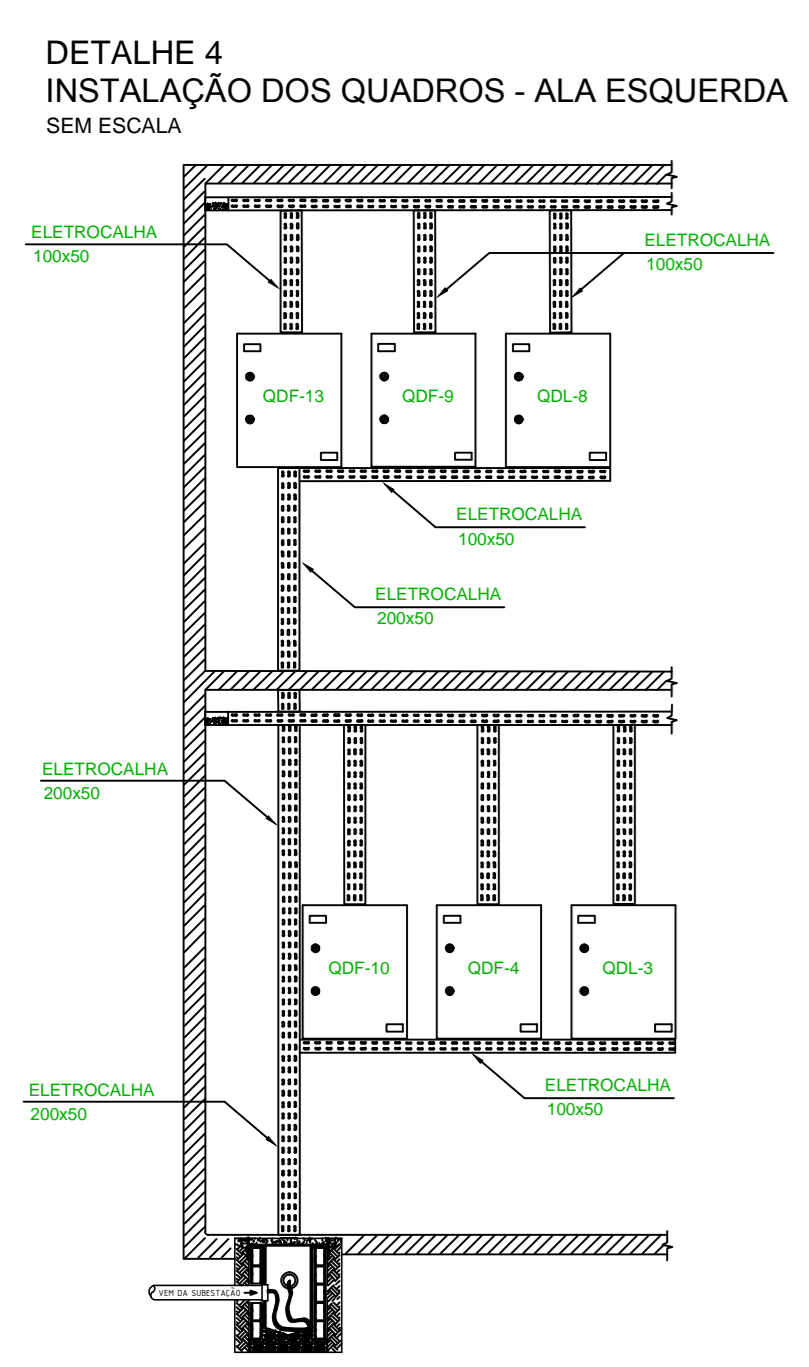 DETALHE 4
INSTALAÇÃO DOS QUADROS - ALA ESQUERDA
SEM ESCALA
ELETROCALHA
100x50
ELETROCALHA
100x50
QDF-13
QDF-9
QDL-8
ELETROCALHA
100x50
ELETROCALHA
200x50
ELETROCALHA
200x50
QDF-10
QDF-4
QDL-3
ELETROCALHA
100x50
ELETROCALHA
200x50
VEM DA SUBESTAÇÃO